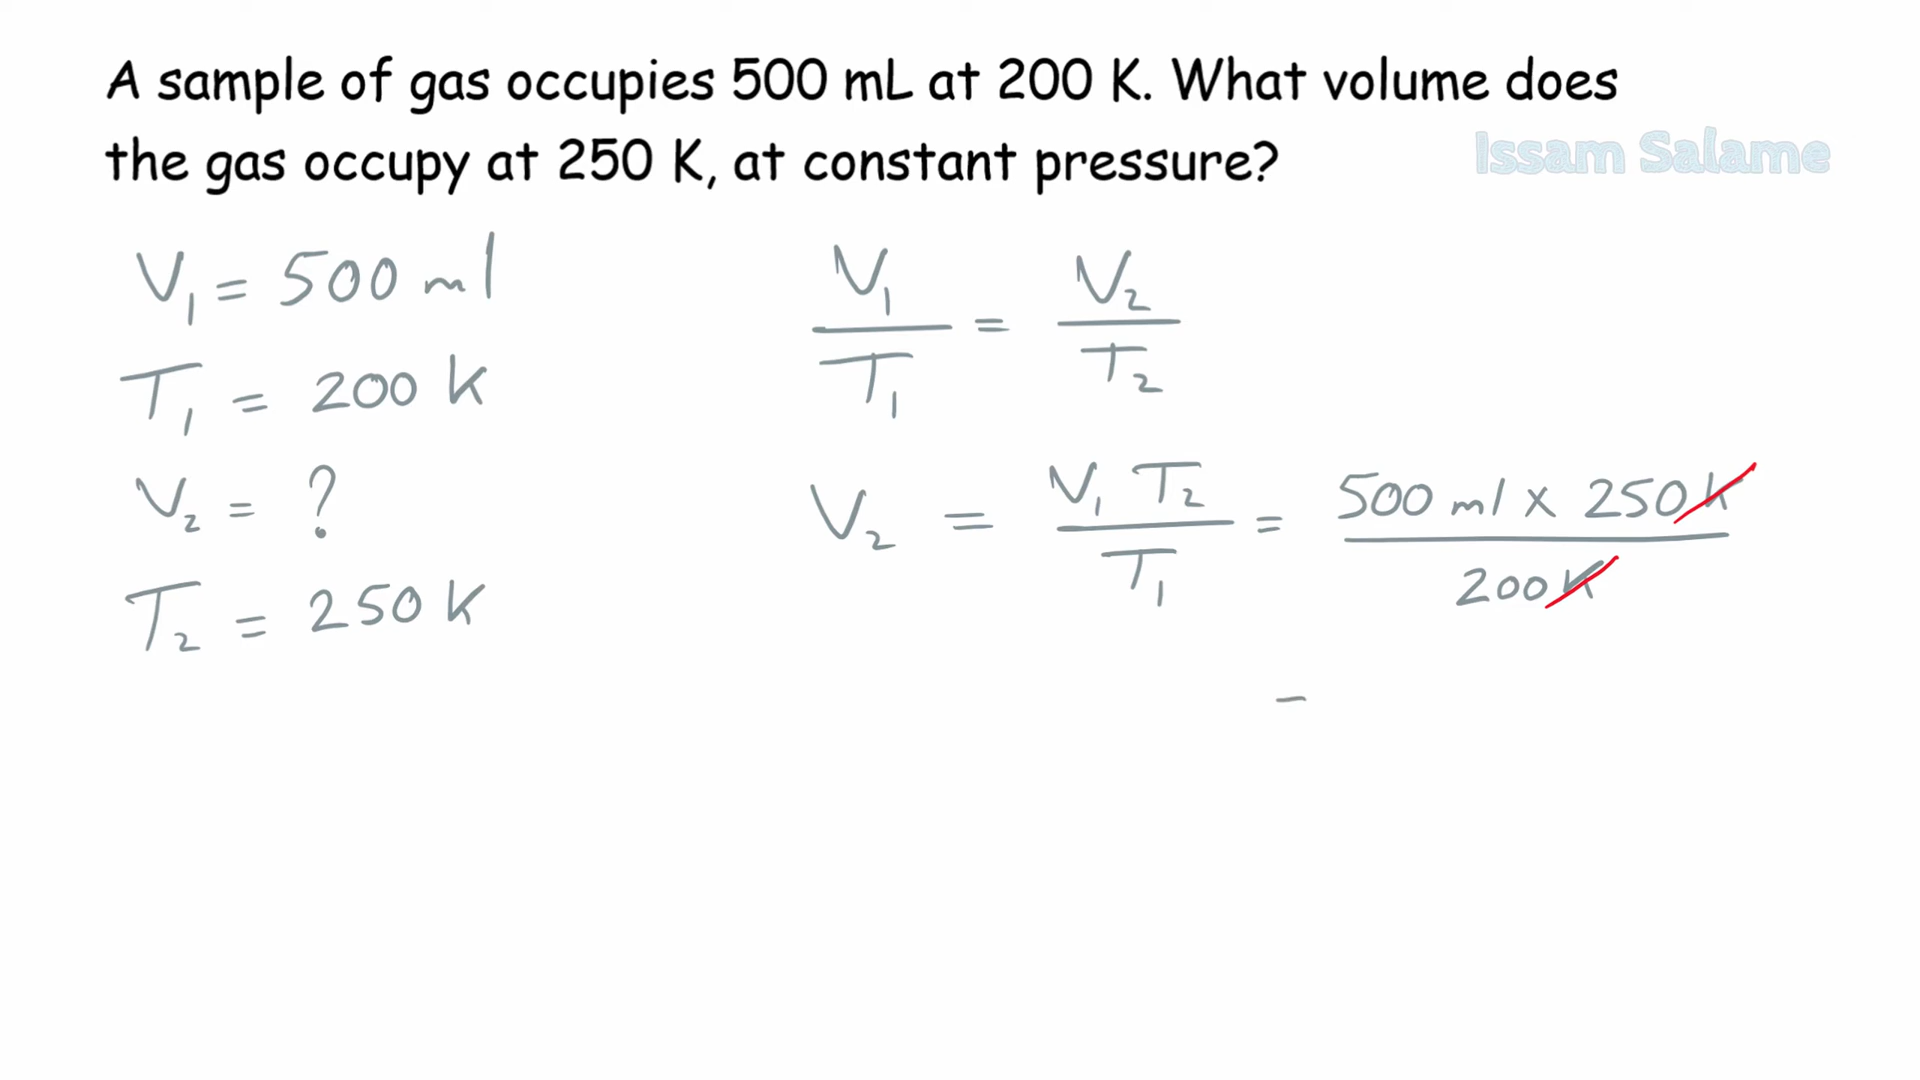 A sample of gas occupies 500 mL at 200 K. What volume does
the gas occupy at 250 K, at constant pressure?
Issam Salame
V₁ = 500 ml
T₁ = 200 K
V₂ = ?
T₂ = 250 K
V₁/T₁ = V₂/T₂
V₂ = V₁ T₂/T₁ = 500 ml x 250 K/200 K
–